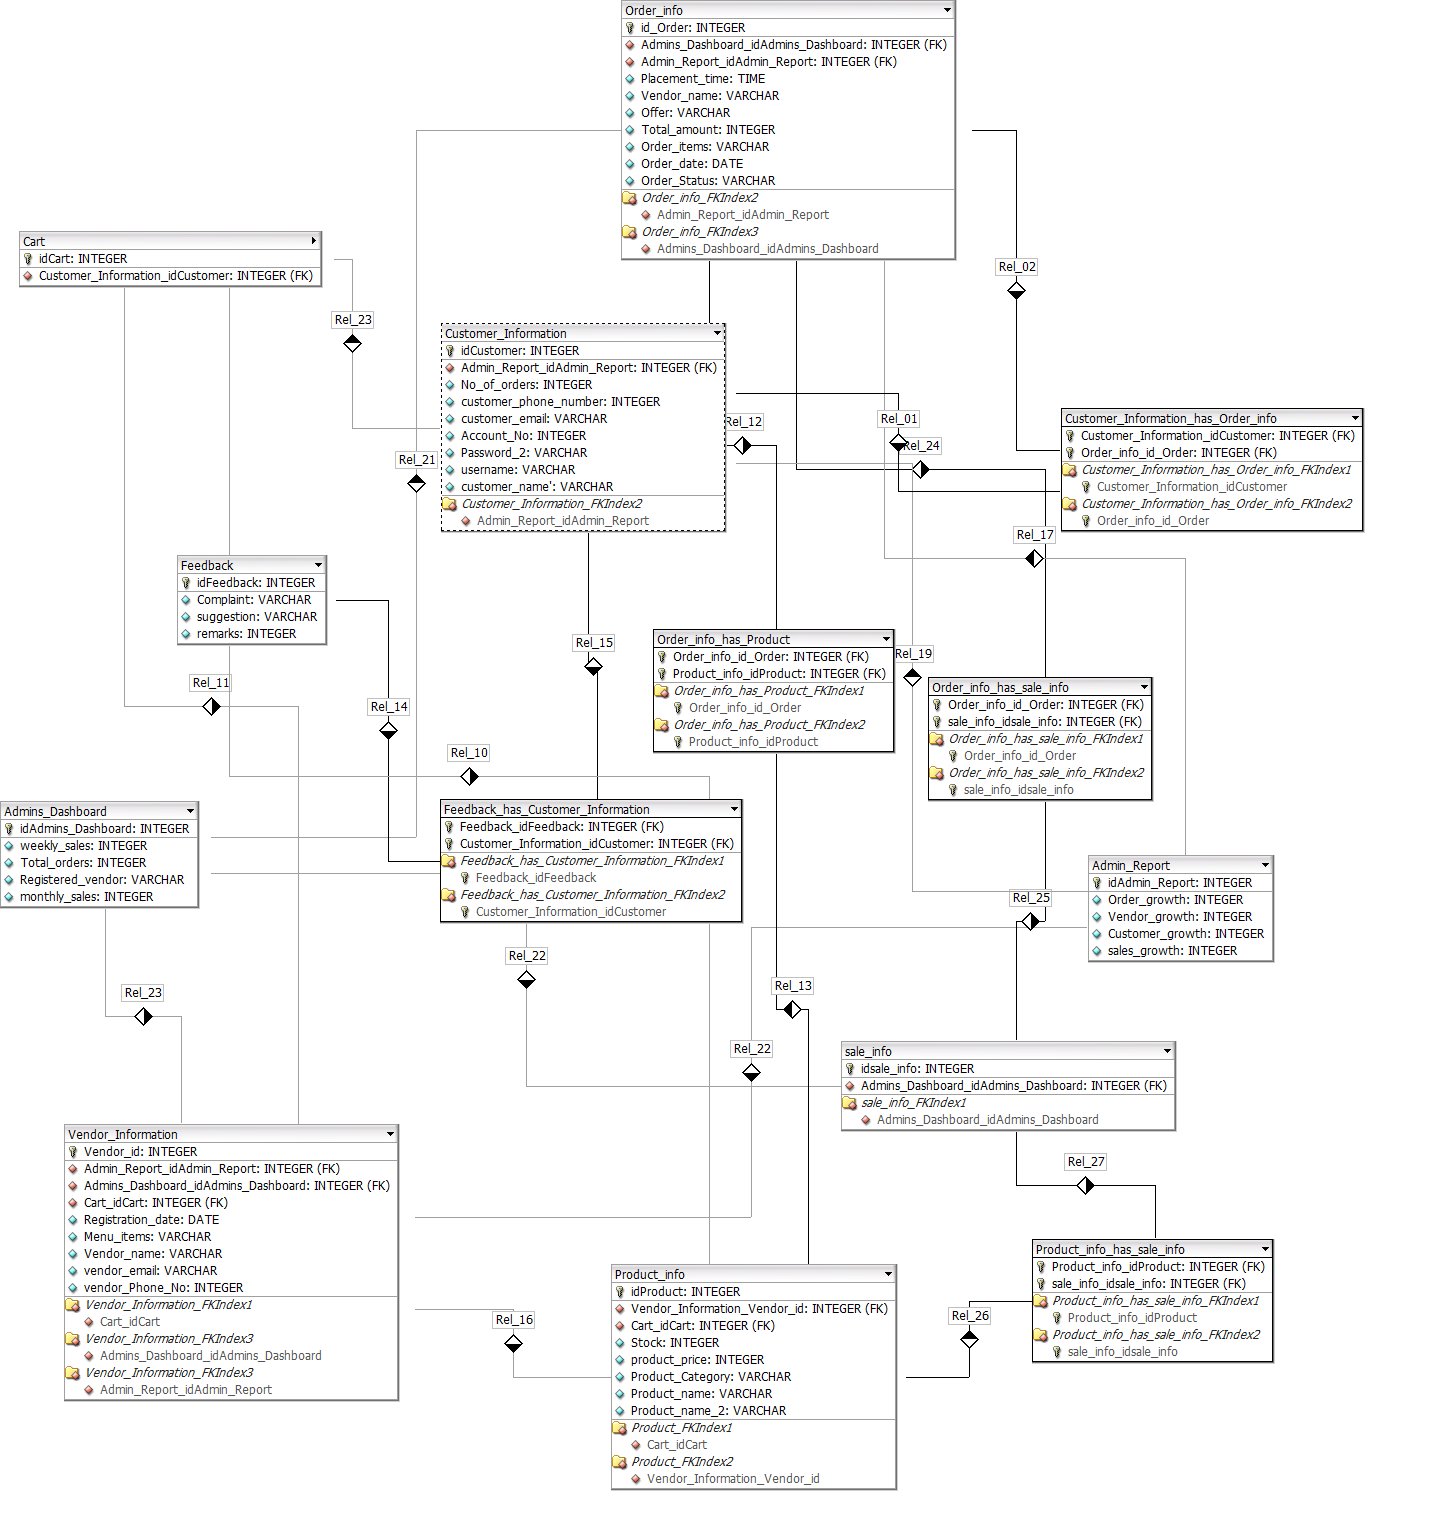 Order_info
id_Order: INTEGER
Admins_Dashboard_idAdmins_Dashboard: INTEGER (FK)
Admin_Report_idAdmin_Report: INTEGER (FK)
Placement_time: TIME
Vendor_name: VARCHAR
Offer: VARCHAR
Total_amount: INTEGER
Order_items: VARCHAR
Order_date: DATE
Order_Status: VARCHAR
Order_info_FKIndex2
Admin_Report_idAdmin_Report
Order_info_FKIndex3
Admins_Dashboard_idAdmins_Dashboard
Cart
idCart: INTEGER
Customer_Information_idCustomer: INTEGER (FK)
Rel_02
Rel_23
Customer_Information
idCustomer: INTEGER
Admin_Report_idAdmin_Report: INTEGER (FK)
No_of_orders: INTEGER
customer_phone_number: INTEGER
customer_email: VARCHAR
Account_No: INTEGER
Password_2: VARCHAR
username: VARCHAR
customer_name': VARCHAR
Customer_Information_FKIndex2
Admin_Report_idAdmin_Report
Rel_12
Rel_01
Rel_24
Customer_Information_has_Order_info
Customer_Information_idCustomer: INTEGER (FK)
Order_info_id_Order: INTEGER (FK)
Customer_Information_has_Order_info_FKIndex1
Customer_Information_idCustomer
Customer_Information_has_Order_info_FKIndex2
Order_info_id_Order
Rel_21
Rel_17
Feedback
idFeedback: INTEGER
Complaint: VARCHAR
suggestion: VARCHAR
remarks: INTEGER
Rel_15
Order_info_has_Product
Order_info_id_Order: INTEGER (FK)
Product_info_idProduct: INTEGER (FK)
Order_info_has_Product_FKIndex1
Order_info_id_Order
Order_info_has_Product_FKIndex2
Product_info_idProduct
Rel_19
Order_info_has_sale_info
Order_info_id_Order: INTEGER (FK)
sale_info_idsale_info: INTEGER (FK)
Order_info_has_sale_info_FKIndex1
Order_info_id_Order
Order_info_has_sale_info_FKIndex2
sale_info_idsale_info
Rel_11
Rel_14
Rel_10
Admins_Dashboard
idAdmins_Dashboard: INTEGER
weekly_sales: INTEGER
Total_orders: INTEGER
Registered_vendor: VARCHAR
monthly_sales: INTEGER
Feedback_has_Customer_Information
Feedback_idFeedback: INTEGER (FK)
Customer_Information_idCustomer: INTEGER (FK)
Feedback_has_Customer_Information_FKIndex1
Feedback_idFeedback
Feedback_has_Customer_Information_FKIndex2
Customer_Information_idCustomer
Admin_Report
idAdmin_Report: INTEGER
Order_growth: INTEGER
Vendor_growth: INTEGER
Customer_growth: INTEGER
sales_growth: INTEGER
Rel_25
Rel_22
Rel_23
Rel_13
Rel_22
sale_info
idsale_info: INTEGER
Admins_Dashboard_idAdmins_Dashboard: INTEGER (FK)
sale_info_FKIndex1
Admins_Dashboard_idAdmins_Dashboard
Rel_27
Vendor_Information
Vendor_id: INTEGER
Admin_Report_idAdmin_Report: INTEGER (FK)
Admins_Dashboard_idAdmins_Dashboard: INTEGER (FK)
Cart_idCart: INTEGER (FK)
Registration_date: DATE
Menu_items: VARCHAR
Vendor_name: VARCHAR
vendor_email: VARCHAR
vendor_Phone_No: INTEGER
Vendor_Information_FKIndex1
Cart_idCart
Vendor_Information_FKIndex3
Admins_Dashboard_idAdmins_Dashboard
Vendor_Information_FKIndex3
Admin_Report_idAdmin_Report
Rel_16
Product_info
idProduct: INTEGER
Vendor_Information_Vendor_id: INTEGER (FK)
Cart_idCart: INTEGER (FK)
Stock: INTEGER
product_price: INTEGER
Product_Category: VARCHAR
Product_name: VARCHAR
Product_name_2: VARCHAR
Product_FKIndex1
Cart_idCart
Product_FKIndex2
Vendor_Information_Vendor_id
Rel_26
Product_info_has_sale_info
Product_info_idProduct: INTEGER (FK)
sale_info_idsale_info: INTEGER (FK)
Product_info_has_sale_info_FKIndex1
Product_info_idProduct
Product_info_has_sale_info_FKIndex2
sale_info_idsale_info